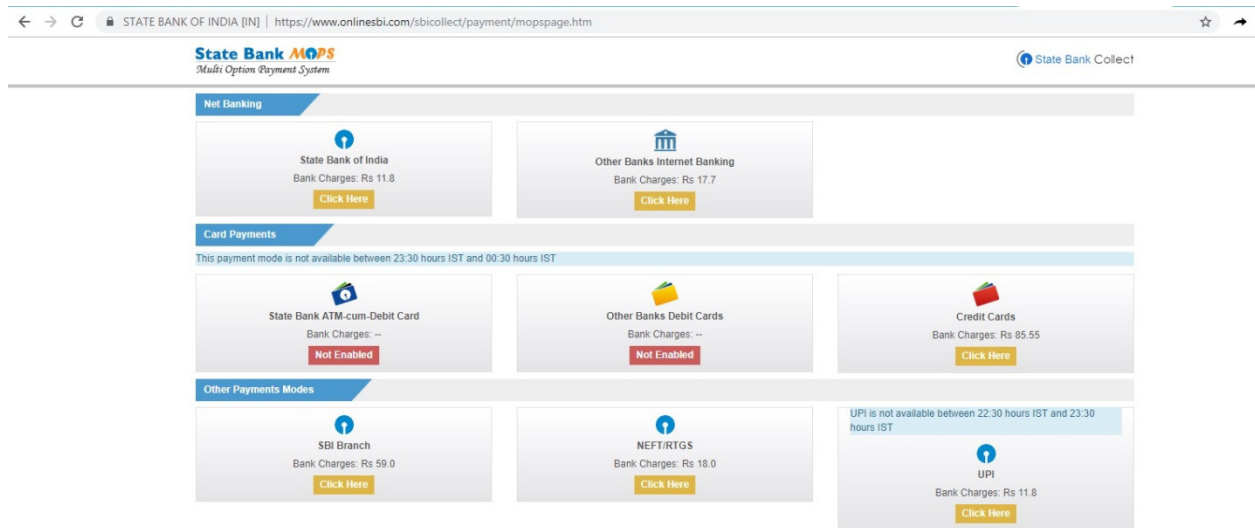 STATE BANK OF INDIA [IN] | https://www.onlinesbi.com/sbicollect/payment/mopspage.htm
State Bank MOPS
Multi Option Payment System
State Bank Collect
Net Banking
State Bank of India
Bank Charges: Rs 11.8
Click Here
Other Banks Internet Banking
Bank Charges: Rs 17.7
Click Here
Card Payments
This payment mode is not available between 23:30 hours IST and 00:30 hours IST
State Bank ATM-cum-Debit Card
Bank Charges: --
Not Enabled
Other Banks Debit Cards
Bank Charges: --
Not Enabled
Credit Cards
Bank Charges: Rs 85.55
Click Here
Other Payments Modes
SBI Branch
Bank Charges: Rs 59.0
Click Here
NEFT/RTGS
Bank Charges: Rs 18.0
Click Here
UPI is not available between 22:30 hours IST and 23:30
hours IST
UPI
Bank Charges: Rs 11.8
Click Here